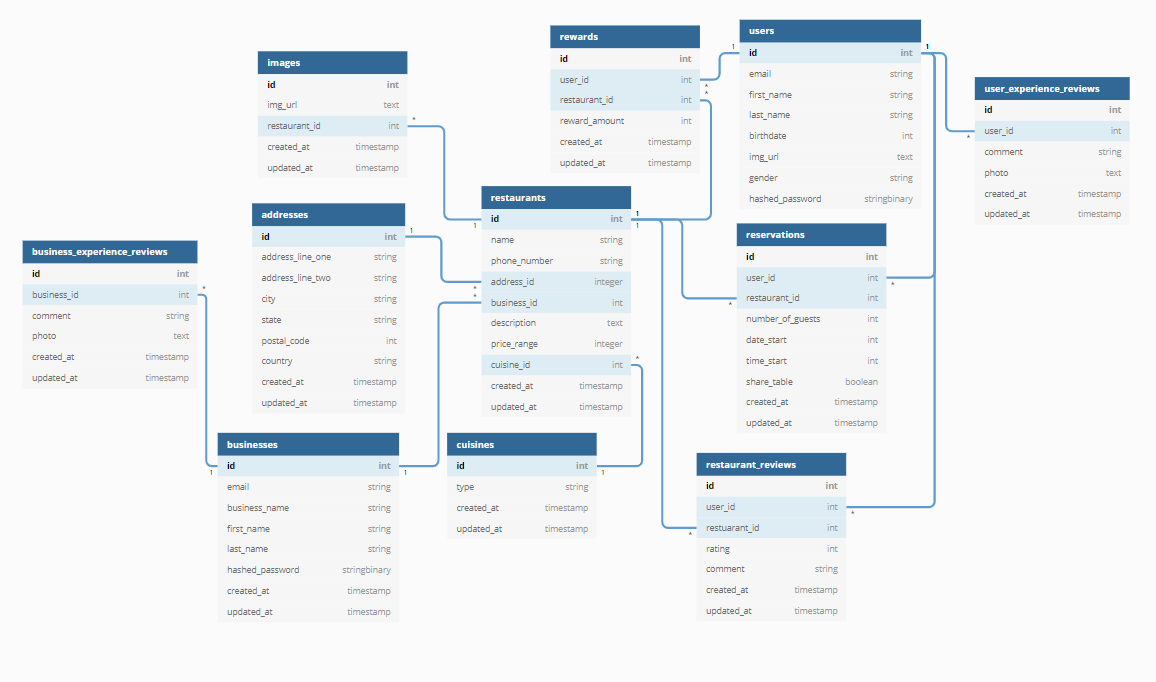 rewards
id int
user_id int
restaurant_id int
reward_amount int
created_at timestamp
updated_at timestamp
users
id int
email string
first_name string
last_name string
birthdate int
img_url text
gender string
hashed_password stringbinary
images
id int
img_url text
restaurant_id int
created_at timestamp
updated_at timestamp
user_experience_reviews
id int
user_id int
comment string
photo text
created_at timestamp
updated_at timestamp
restaurants
id int
name string
phone_number string
address_id integer
business_id int
description text
price_range integer
cuisine_id int
created_at timestamp
updated_at timestamp
addresses
id int
address_line_one string
address_line_two string
city string
state string
postal_code int
country string
created_at timestamp
updated_at timestamp
reservations
id int
user_id int
restaurant_id int
number_of_guests int
date_start int
time_start int
share_table boolean
created_at timestamp
updated_at timestamp
business_experience_reviews
id int
business_id int
comment string
photo text
created_at timestamp
updated_at timestamp
businesses
id int
email string
business_name string
first_name string
last_name string
hashed_password stringbinary
created_at timestamp
updated_at timestamp
cuisines
id int
type string
created_at timestamp
updated_at timestamp
restaurant_reviews
id int
user_id int
restuarant_id int
rating int
comment string
created_at timestamp
updated_at timestamp
1
*
*
1
*
*
1
1
1
1
*
*
*
*
*
*
1
1
1
*
*